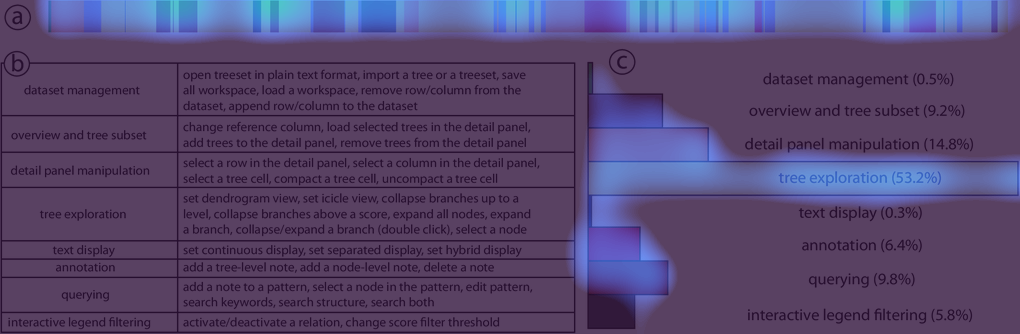 a
b
dataset management
open treeset in plain text format, import a tree or a treeset, save
all workspace, load a workspace, remove row/column from the
dataset, append row/column to the dataset
overview and tree subset
change reference column, load selected trees in the detail panel,
add trees to the detail panel, remove trees from the detail panel
detail panel manipulation
select a row in the detail panel, select a column in the detail panel,
select a tree cell, compact a tree cell, uncompact a tree cell
tree exploration
set dendrogram view, set icicle view, collapse branches up to a
level, collapse branches above a score, expand all nodes, expand
a branch, collapse/expand a branch (double click), select a node
text display
set continuous display, set separated display, set hybrid display
annotation
add a tree-level note, add a node-level note, delete a note
querying
add a note to a pattern, select a node in the pattern, edit pattern,
search keywords, search structure, search both
interactive legend filtering
activate/deactivate a relation, change score filter threshold
c
dataset management (0.5%)
overview and tree subset (9.2%)
detail panel manipulation (14.8%)
tree exploration (53.2%)
text display (0.3%)
annotation (6.4%)
querying (9.8%)
interactive legend filtering (5.8%)